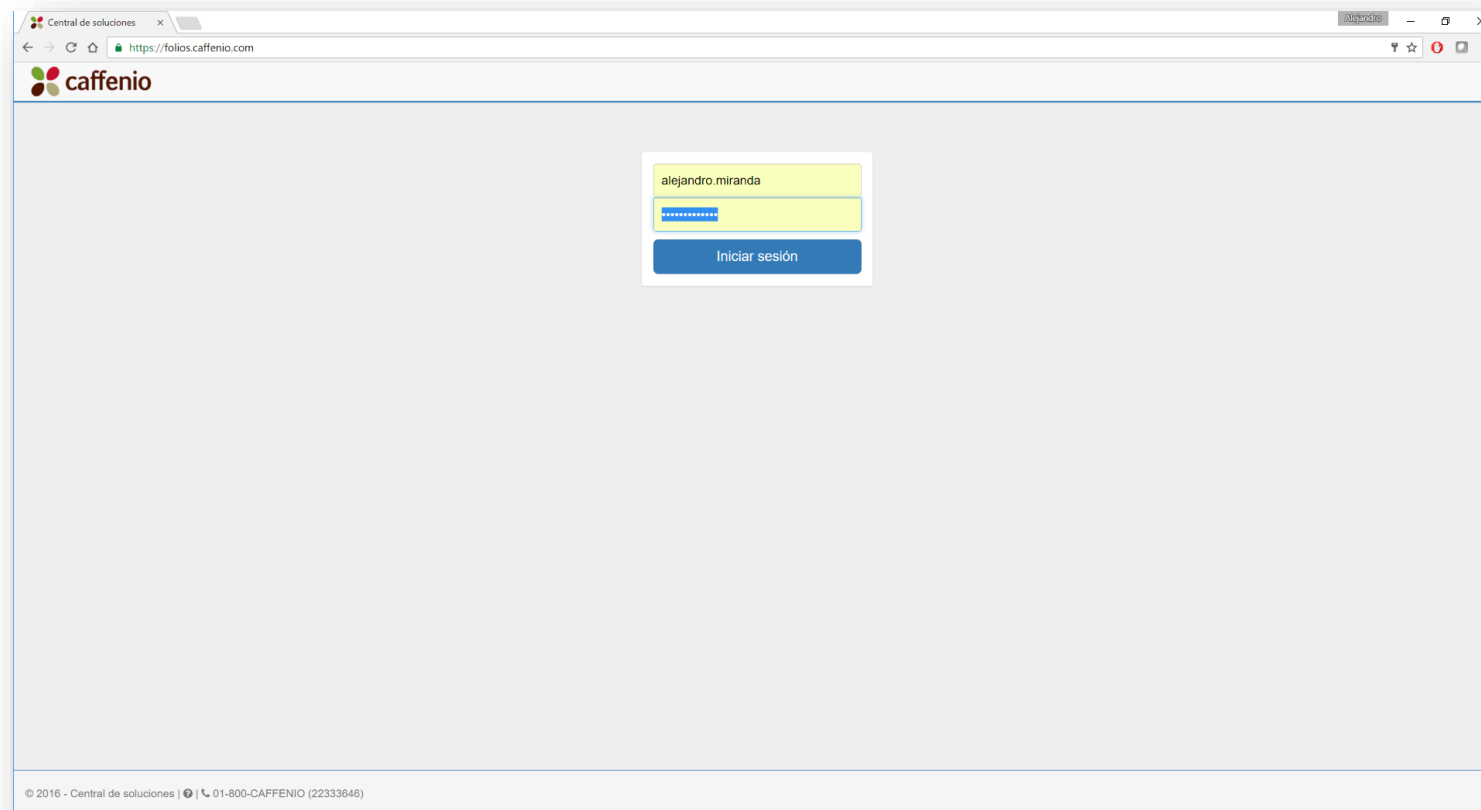 Central de soluciones
Alejandro
https://folios.caffenio.com
caffenio
alejandro.miranda
•••••••••••••
Iniciar sesión
© 2016 - Central de soluciones | | 01-800-CAFFENIO (22333646)